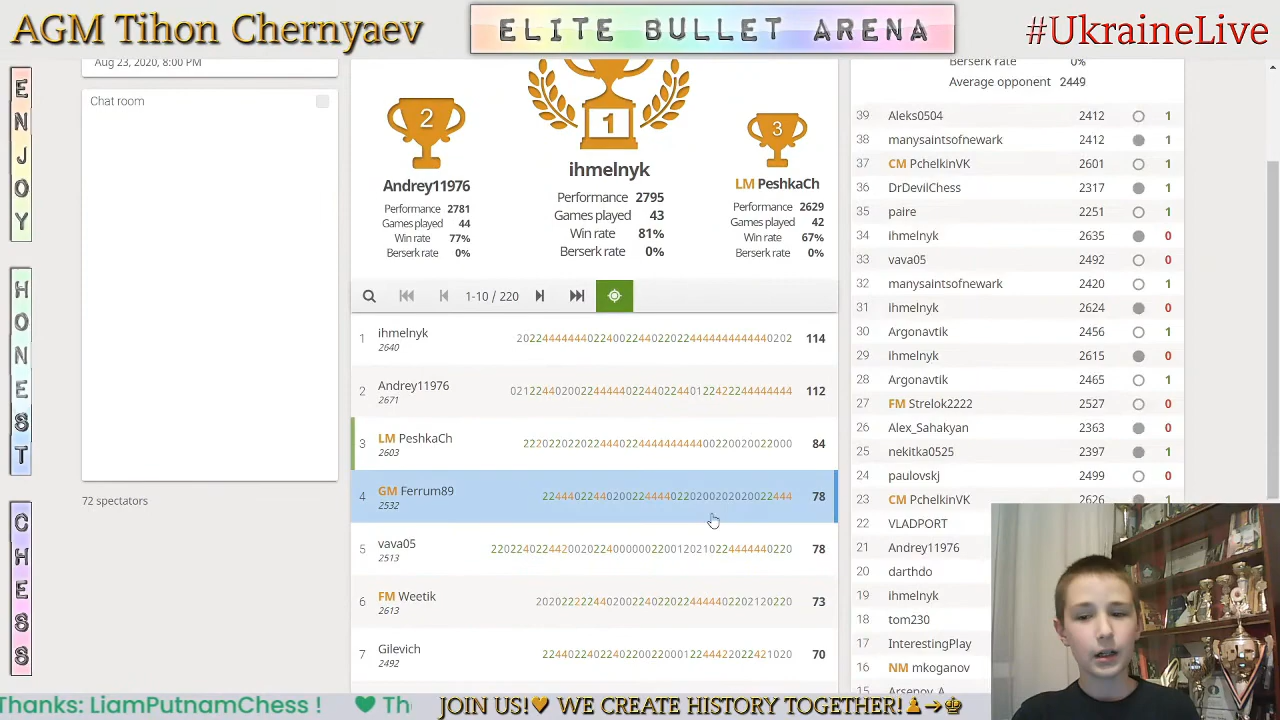 AGM Tihon Chernyaev
ELITE BULLET ARENA
#UkraineLive
ENJOY
HONEST
CHESS
Aug 23, 2020, 8:00 PM
Chat room
72 spectators
2
Andrey11976
Performance 2781
Games played 44
Win rate 77%
Berserk rate 0%
1
ihmelnyk
Performance 2795
Games played 43
Win rate 81%
Berserk rate 0%
3
LM PeshkaCh
Performance 2629
Games played 42
Win rate 67%
Berserk rate 0%
1-10 / 220
1 ihmelnyk 2640 114
2 Andrey11976 2671 112
3 LM PeshkaCh 2603 84
4 GM Ferrum89 2532 78
5 vava05 2513 78
6 FM Weetik 2613 73
7 Gilevich 2492 70
Berserk rate 0%
Average opponent 2449
39 Aleks0504 2412 1
38 manysaintsofnewark 2412 1
37 CM PchelkinVK 2601 1
36 DrDevilChess 2317 1
35 paire 2251 1
34 ihmelnyk 2635 0
33 vava05 2492 0
32 manysaintsofnewark 2420 1
31 ihmelnyk 2624 0
30 Argonavtik 2456 1
29 ihmelnyk 2615 0
28 Argonavtik 2465 1
27 FM Strelok2222 2527 0
26 Alex_Sahakyan 2363 0
25 nekitka0525 2397 1
24 paulovskj 2499 0
23 CM PchelkinVK 2626
22 VLADPORT
21 Andrey11976
20 darthdo
19 ihmelnyk
18 tom230
17 InterestingPlay
16 NM mkoganov
15 Arsenov_A
Thanks: LiamPutnamChess !
Th
JOIN US! WE CREATE HISTORY TOGETHER!